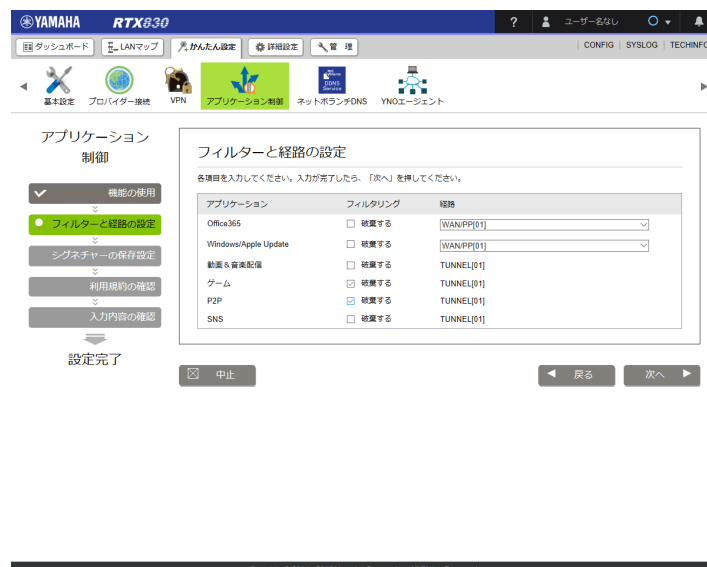 YAMAHA RTX830 ? ユーザー名なし
ダッシュボード LANマップ かんたん設定 詳細設定 管 理 CONFIG SYSLOG TECHINFO
基本設定 プロバイダー接続 VPN アプリケーション制御 ネットボランチDNS YNOエージェント
DDNS
Service
アプリケーション
制御
機能の使用
フィルターと経路の設定
シグネチャーの保存設定
利用規約の確認
入力内容の確認
設定完了
フィルターと経路の設定
各項目を入力してください。入力が完了したら、「次へ」を押してください。
アプリケーション フィルタリング 経路
Office365 破棄する WAN/PP[01]
Windows/Apple Update 破棄する WAN/PP[01]
動画&音楽配信 破棄する TUNNEL[01]
ゲーム 破棄する TUNNEL[01]
P2P 破棄する TUNNEL[01]
SNS 破棄する TUNNEL[01]
中止 戻る 次へ